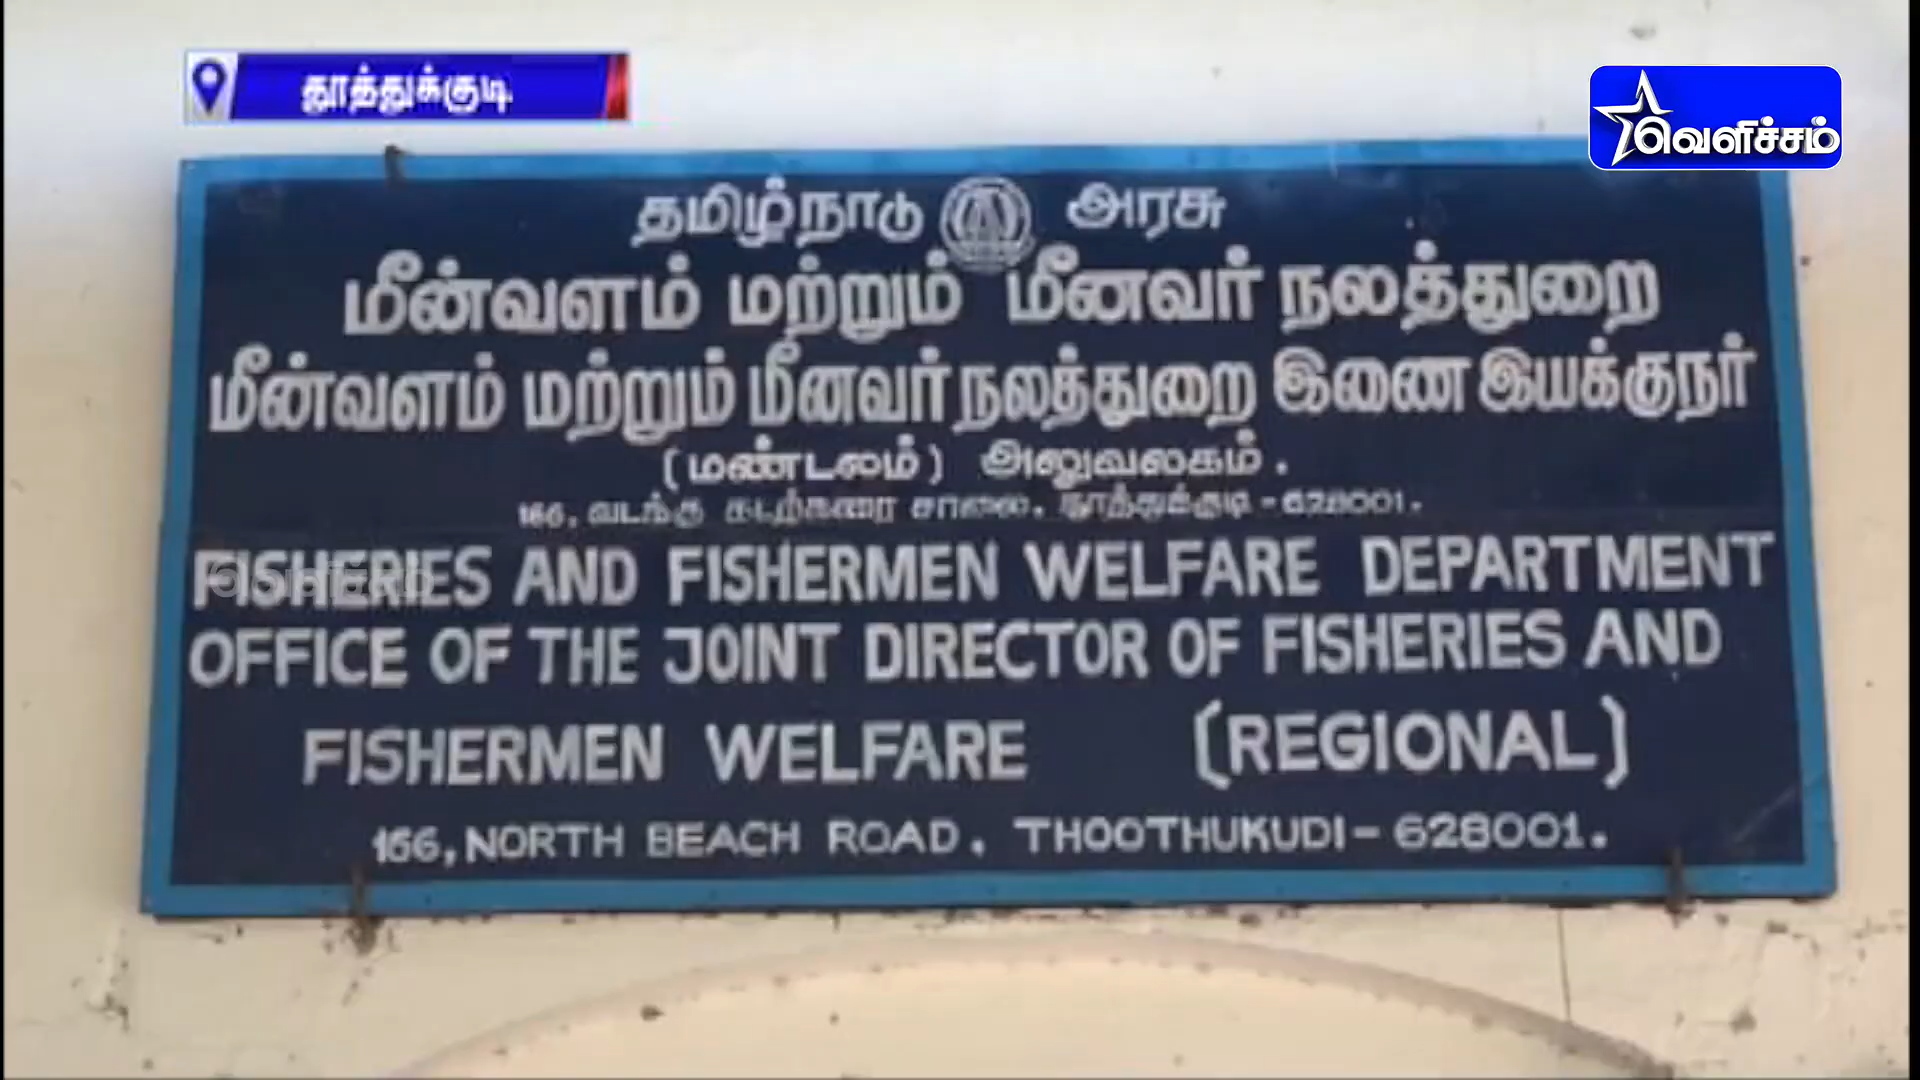 தூத்துக்குடி
வெளிச்சம்
தமிழ்நாடு அரசு
மீன்வளம் மற்றும் மீனவர் நலத்துறை
மீன்வளம் மற்றும் மீனவர் நலத்துறை இணை இயக்குநர்
(மண்டலம்) அலுவலகம்.
166, வடக்கு கடற்கரை சாலை, தூத்துக்குடி - 628001.
FISHERIES AND FISHERMEN WELFARE DEPARTMENT
OFFICE OF THE JOINT DIRECTOR OF FISHERIES AND
FISHERMEN WELFARE (REGIONAL)
166, NORTH BEACH ROAD, THOOTHUKUDI - 628001.
வெளிச்சம்